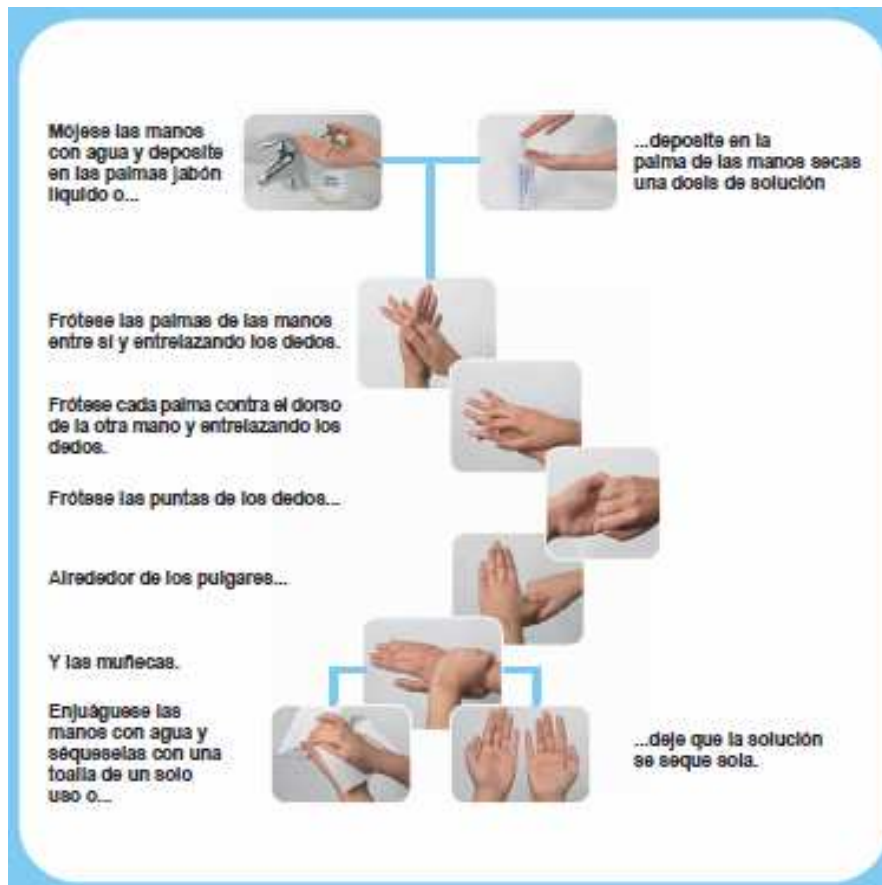 Mójese las manos
con agua y deposite
en las palmas jabón
líquido o...
...deposite en la
palma de las manos secas
una dosis de solución
Frótese las palmas de las manos
entre sí y entrelazando los dedos.
Frótese cada palma contra el dorso
de la otra mano y entrelazando los
dedos.
Frótese las puntas de los dedos...
Alrededor de los pulgares...
Y las muñecas.
Enjuáguese las
manos con agua y
séqueselas con una
toalla de un solo
uso o...
...deje que la solución
se seque sola.